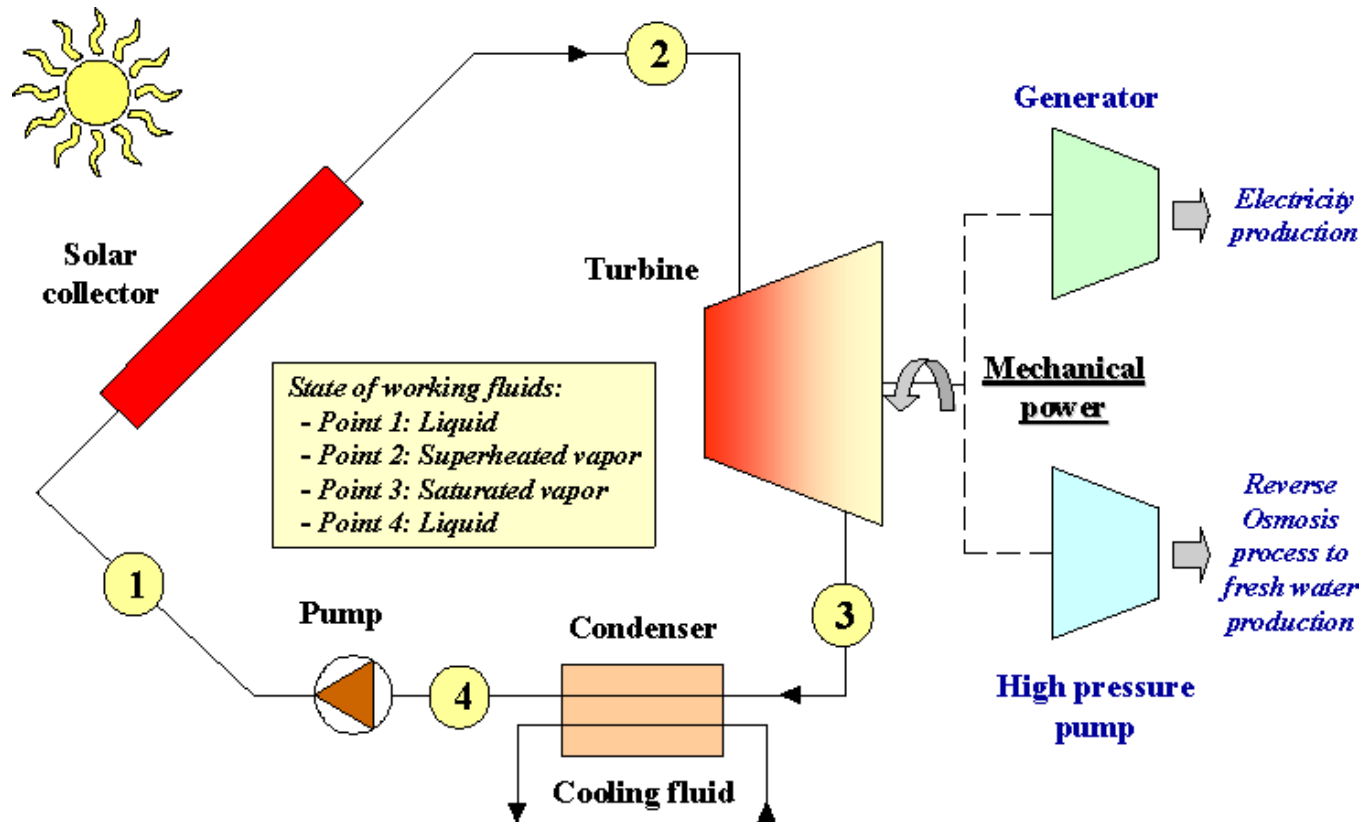 2
Generator
Electricity
production
Solar
collector
Turbine
State of working fluids:
- Point 1: Liquid
- Point 2: Superheated vapor
- Point 3: Saturated vapor
- Point 4: Liquid
Mechanical
power
Reverse
Osmosis
process to
fresh water
production
1
Pump
Condenser
3
4
High pressure
pump
Cooling fluid